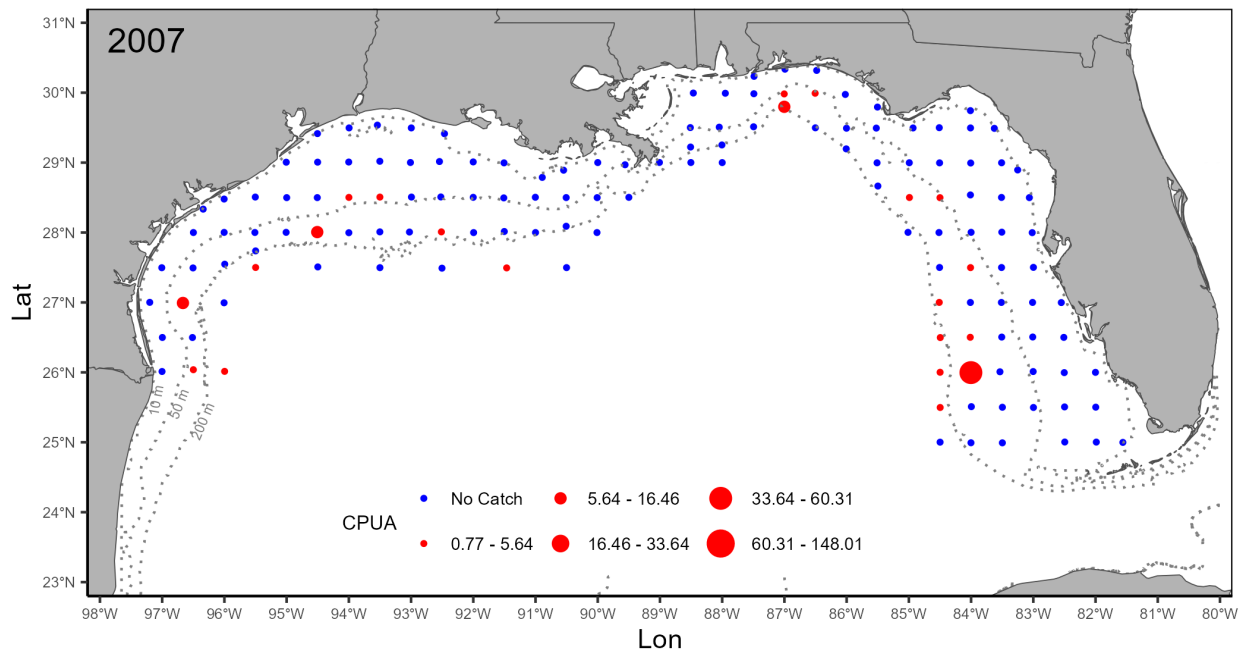 2007
31°N
30°N
29°N
28°N
27°N
26°N
25°N
24°N
23°N
Lat
10 m
50 m
200 m
CPUA
No Catch
5.64 - 16.46
33.64 - 60.31
0.77 - 5.64
16.46 - 33.64
60.31 - 148.01
98°W 97°W 96°W 95°W 94°W 93°W 92°W 91°W 90°W 89°W 88°W 87°W 86°W 85°W 84°W 83°W 82°W 81°W 80°W
Lon